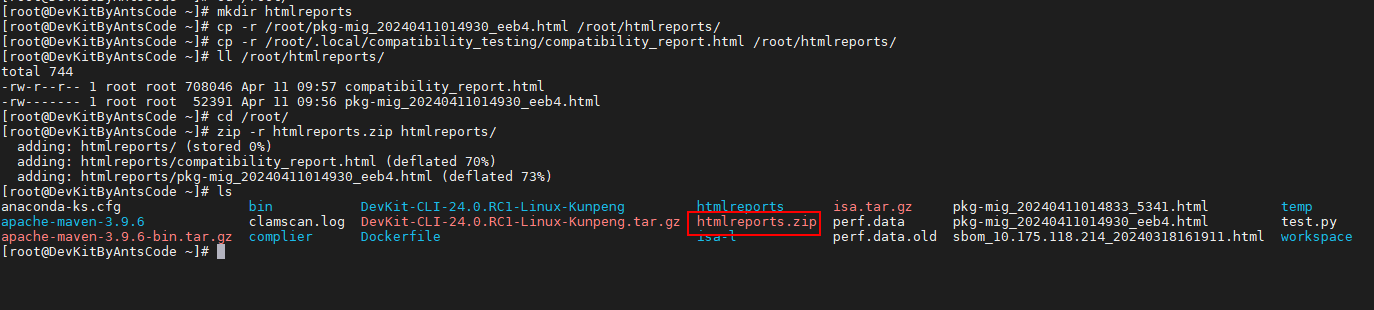 [root@DevKitByAntsCode ~]# mkdir htmlreports
[root@DevKitByAntsCode ~]# cp -r /root/pkg-mig_20240411014930_eeb4.html /root/htmlreports/
[root@DevKitByAntsCode ~]# cp -r /root/.local/compatibility_testing/compatibility_report.html /root/htmlreports/
[root@DevKitByAntsCode ~]# ll /root/htmlreports/
total 744
-rw-r--r-- 1 root root 708046 Apr 11 09:57 compatibility_report.html
-rw------- 1 root root  52391 Apr 11 09:56 pkg-mig_20240411014930_eeb4.html
[root@DevKitByAntsCode ~]# cd /root/
[root@DevKitByAntsCode ~]# zip -r htmlreports.zip htmlreports/
  adding: htmlreports/ (stored 0%)
  adding: htmlreports/compatibility_report.html (deflated 70%)
  adding: htmlreports/pkg-mig_20240411014930_eeb4.html (deflated 73%)
[root@DevKitByAntsCode ~]# ls
anaconda-ks.cfg bin DevKit-CLI-24.0.RC1-Linux-Kunpeng htmlreports isa.tar.gz pkg-mig_20240411014833_5341.html temp
apache-maven-3.9.6 clamscan.log DevKit-CLI-24.0.RC1-Linux-Kunpeng.tar.gz htmlreports.zip perf.data pkg-mig_20240411014930_eeb4.html test.py
apache-maven-3.9.6-bin.tar.gz complier Dockerfile isa-l perf.data.old sbom_10.175.118.214_20240318161911.html workspace
[root@DevKitByAntsCode ~]#